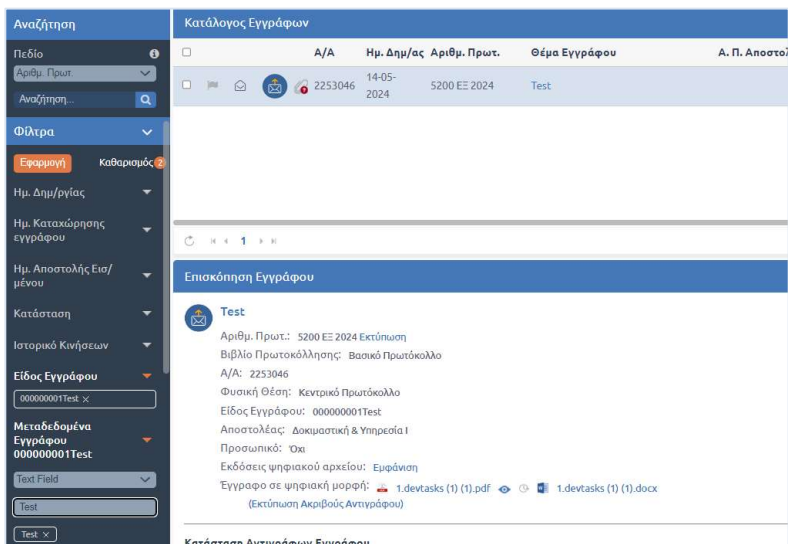 Αναζήτηση
Πεδίο
Αριθμ. Πρωτ.
Αναζήτηση...
Φίλτρα
Εφαρμογή Καθαρισμός 2
Ημ. Δημ/ργίας
Ημ. Καταχώρησης
εγγράφου
Ημ. Αποστολής Εισ/
μένου
Κατάσταση
Ιστορικό Κινήσεων
Είδος Εγγράφου
000000001Test ×
Μεταδεδομένα
Εγγράφου
000000001Test
Text Field
Test
Test ×
Κατάλογος Εγγράφων
Α/Α Ημ. Δημ/ας Αριθμ. Πρωτ. Θέμα Εγγράφου Α. Π. Αποστολ
2253046 14-05-
2024 5200 ΕΞ 2024 Test
1
Επισκόπηση Εγγράφου
Test
Αριθμ. Πρωτ.: 5200 ΕΞ 2024 Εκτύπωση
Βιβλίο Πρωτοκόλλησης: Βασικό Πρωτόκολλο
Α/Α: 2253046
Φυσική Θέση: Κεντρικό Πρωτόκολλο
Είδος Εγγράφου: 000000001Test
Αποστολέας: Δοκιμαστική & Υπηρεσία Ι
Προσωπικό: Όχι
Εκδόσεις ψηφιακού αρχείου: Εμφάνιση
Έγγραφο σε ψηφιακή μορφή: 1.devtasks (1) (1).pdf 1.devtasks (1) (1).docx
(Εκτύπωση Ακριβούς Αντιγράφου)
Κατάσταση Αντιγράφων Εγγράφου